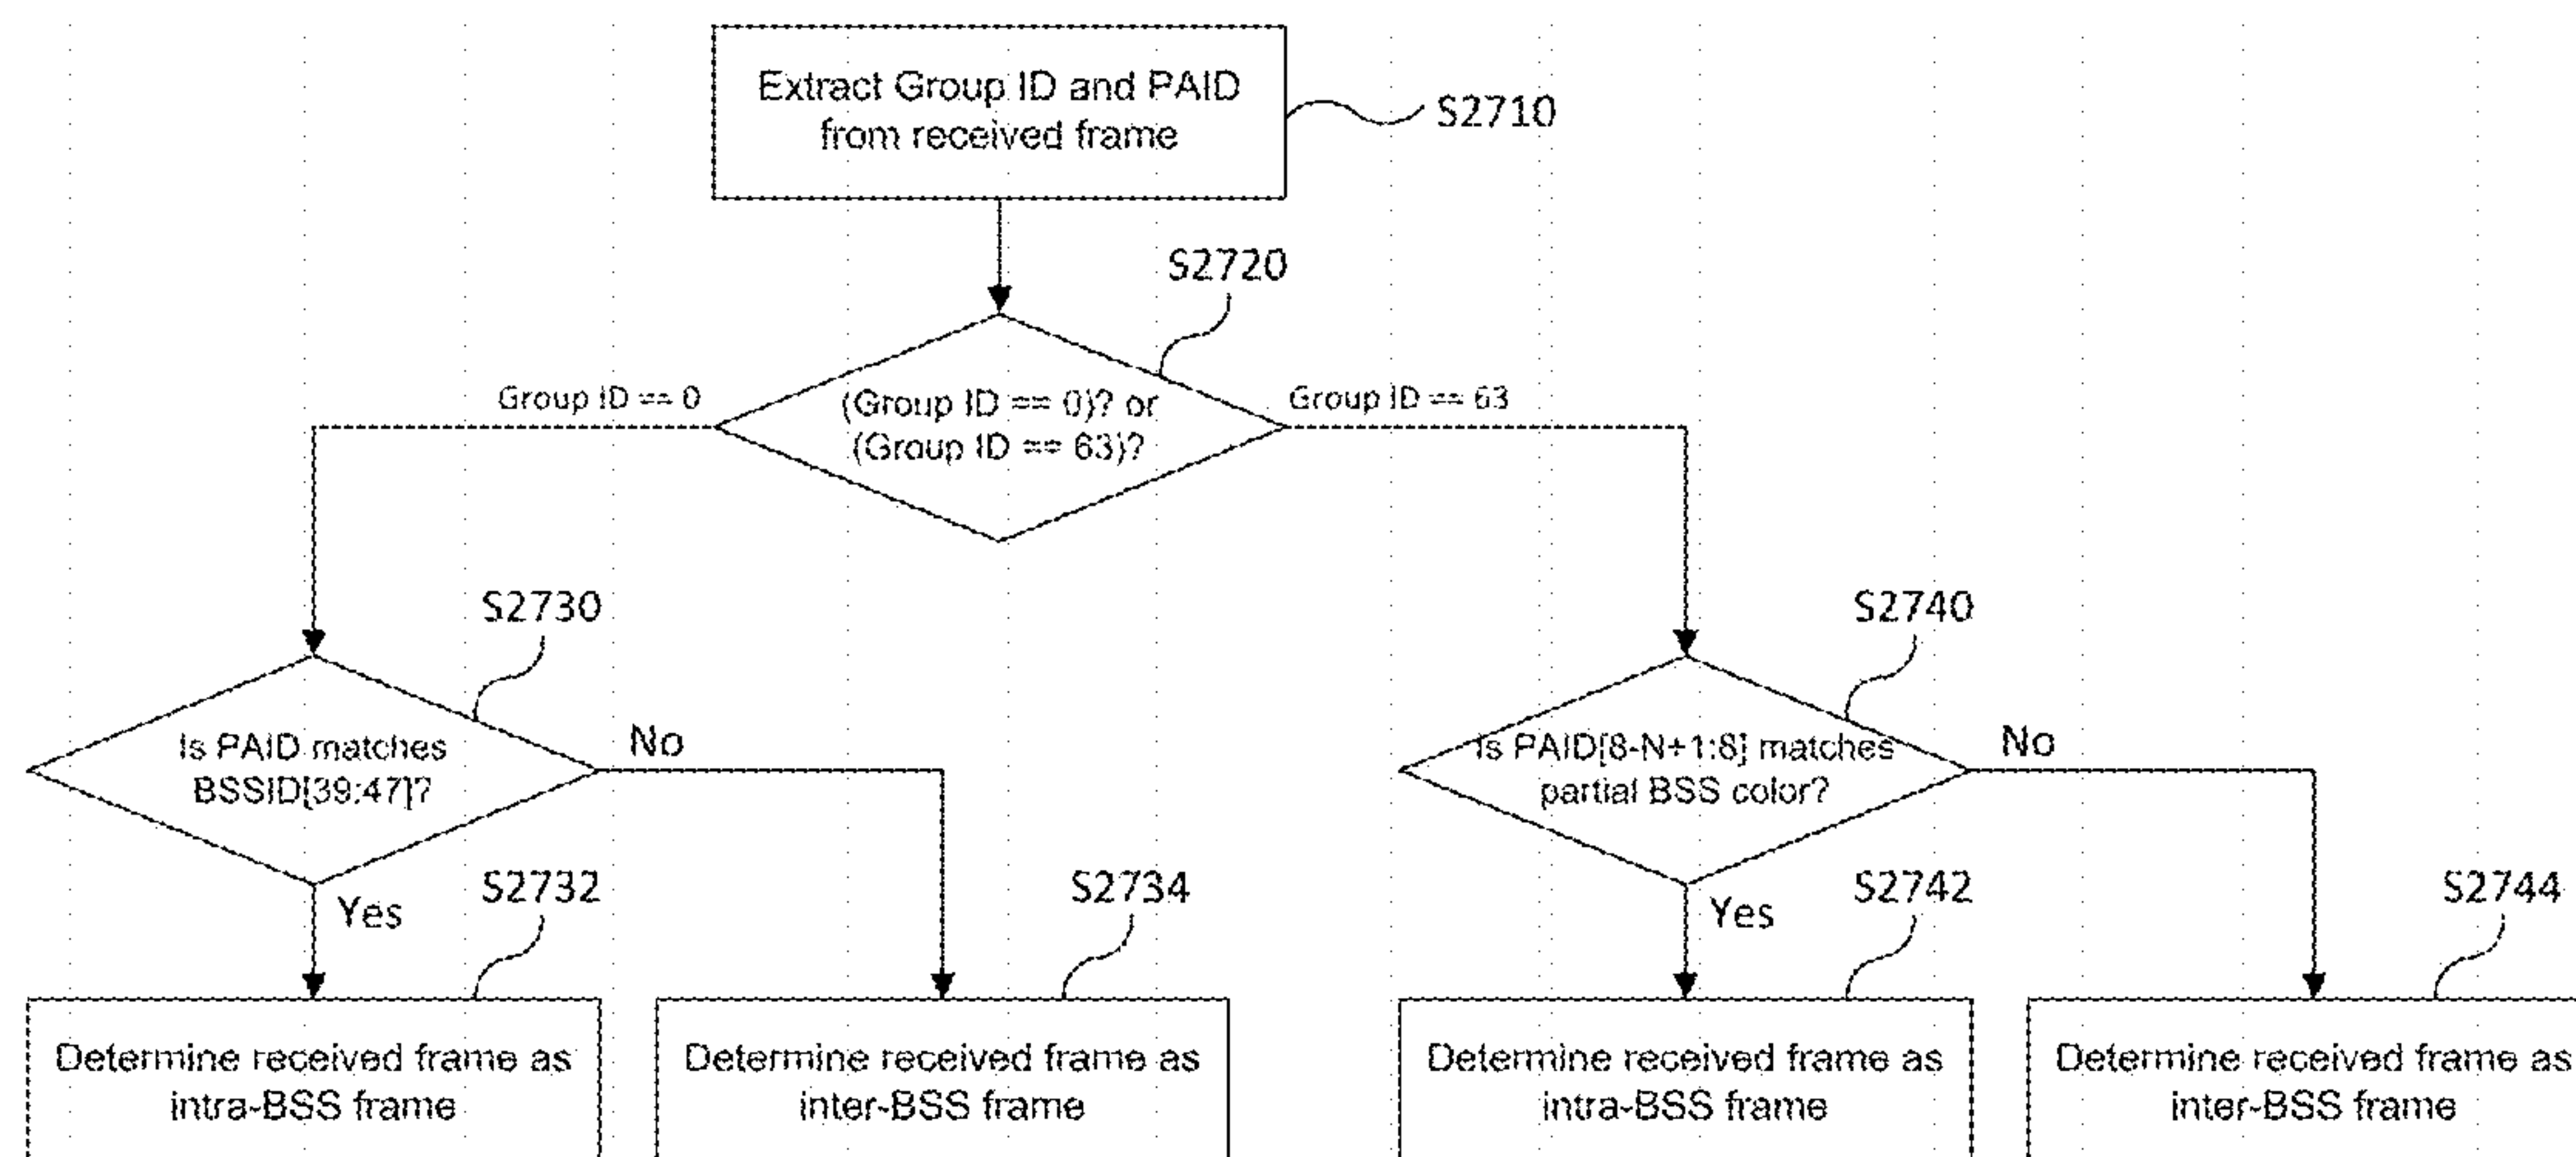 Extract Group ID and PAID
from received frame
S2710
S2720
Group ID == 0
(Group ID == 0)? or
(Group ID == 63)?
Group ID == 63
S2730
S2740
Is PAID matches
BSSID[39:47]?
No
Is PAID[8-N+1:8] matches
partial BSS color?
No
Yes
S2732
S2734
Yes
S2742
S2744
Determine received frame as
intra-BSS frame
Determine received frame as
inter-BSS frame
Determine received frame as
intra-BSS frame
Determine received frame as
inter-BSS frame